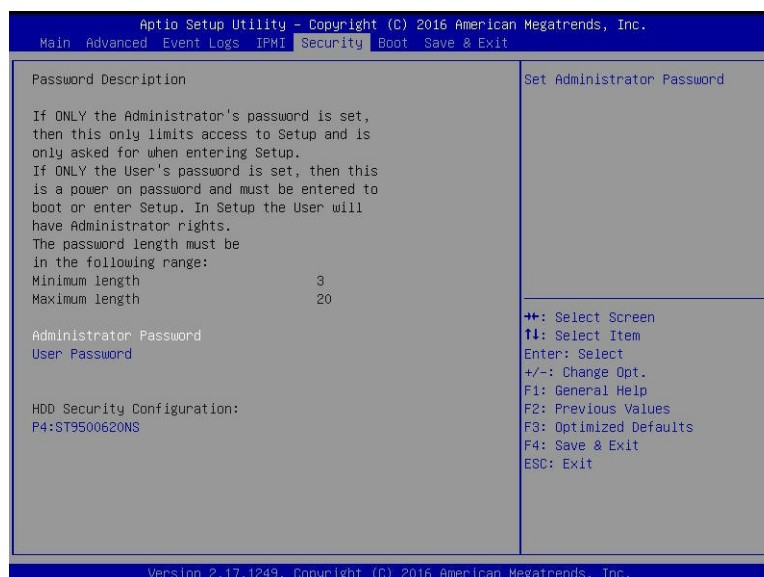 Aptio Setup Utility – Copyright (C) 2016 American Megatrends, Inc.
Main Advanced Event Logs IPMI Security Boot Save & Exit
Password Description
If ONLY the Administrator's password is set,
then this only limits access to Setup and is
only asked for when entering Setup.
If ONLY the User's password is set, then this
is a power on password and must be entered to
boot or enter Setup. In Setup the User will
have Administrator rights.
The password length must be
in the following range:
Minimum length 3
Maximum length 20
Administrator Password
User Password
HDD Security Configuration:
P4:ST9500620NS
Set Administrator Password
→←: Select Screen
↑↓: Select Item
Enter: Select
+/-: Change Opt.
F1: General Help
F2: Previous Values
F3: Optimized Defaults
F4: Save & Exit
ESC: Exit
Version 2.17.1249. Copyright (C) 2016 American Megatrends, Inc.